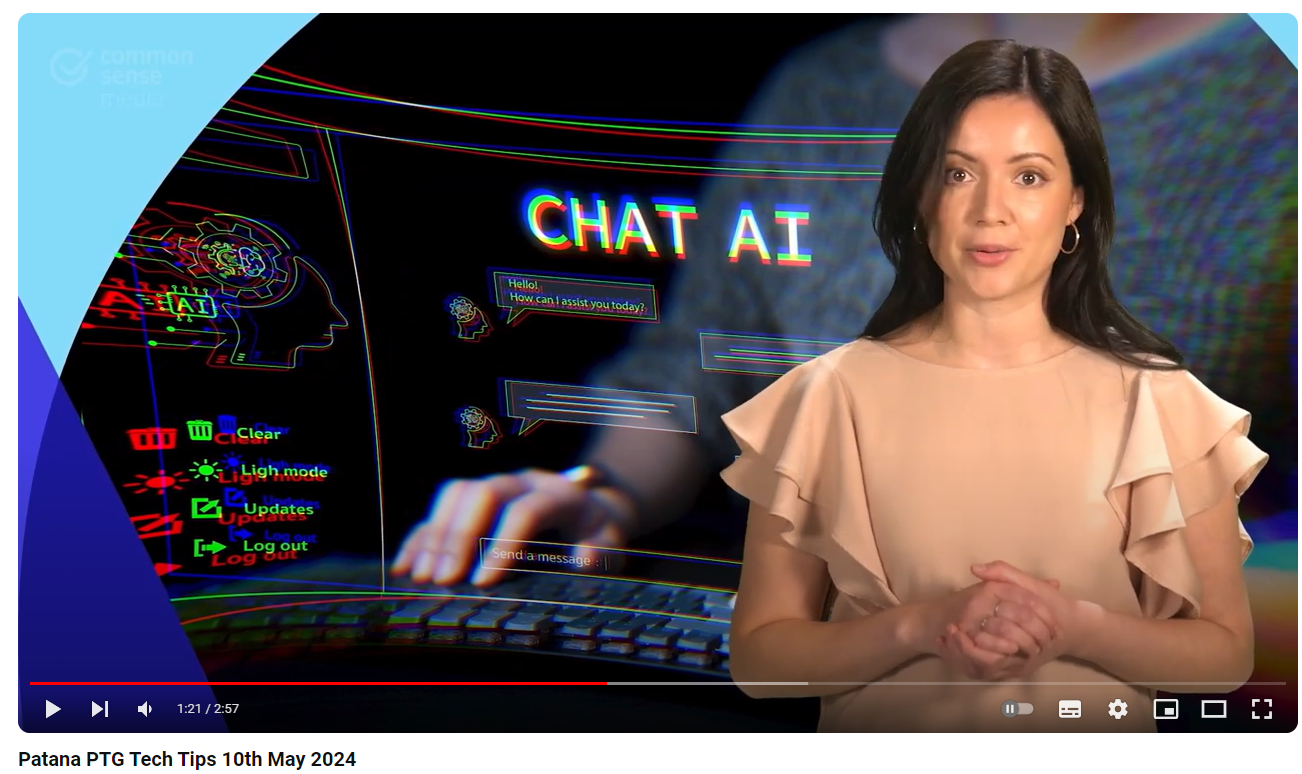 common
sense
media
CHAT AI
Hello!
How can I assist you today?
AI
Clear
Ligh mode
Updates
Log out
Send a message :
1:21 / 2:57
Patana PTG Tech Tips 10th May 2024